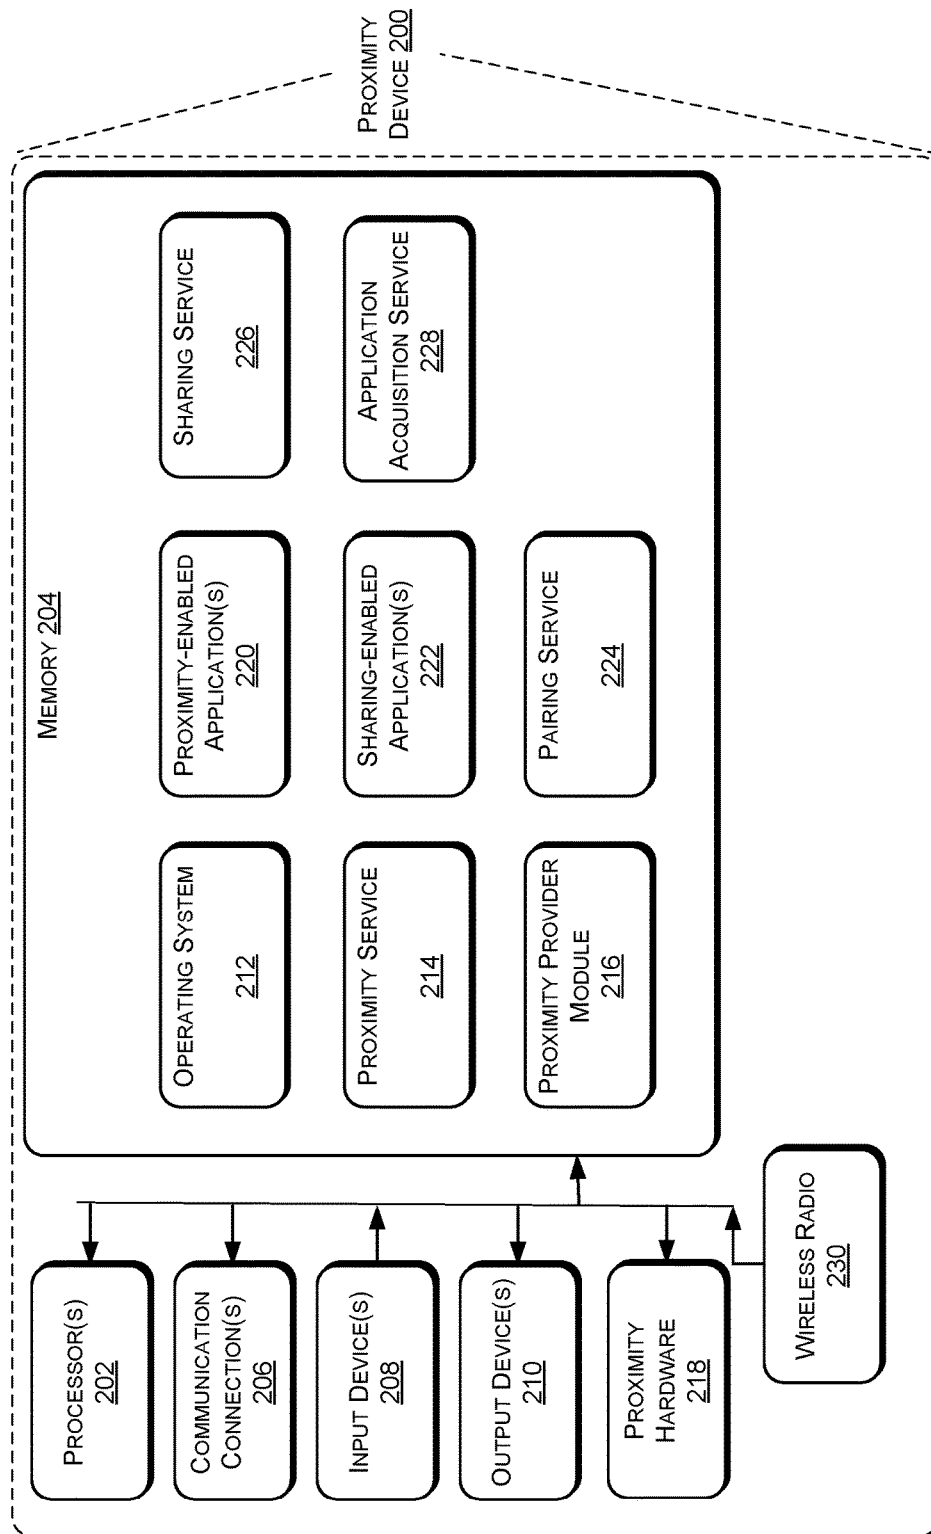 PROXIMITY
DEVICE 200
MEMORY 204
PROCESSOR(S)
202
COMMUNICATION
CONNECTION(S)
206
INPUT DEVICE(S)
208
OUTPUT DEVICE(S)
210
PROXIMITY
HARDWARE
218
WIRELESS RADIO
230
OPERATING SYSTEM
212
PROXIMITY SERVICE
214
PROXIMITY PROVIDER
MODULE
216
PROXIMITY-ENABLED
APPLICATION(S)
220
SHARING-ENABLED
APPLICATION(S)
222
PAIRING SERVICE
224
SHARING SERVICE
226
APPLICATION
ACQUISITION SERVICE
228